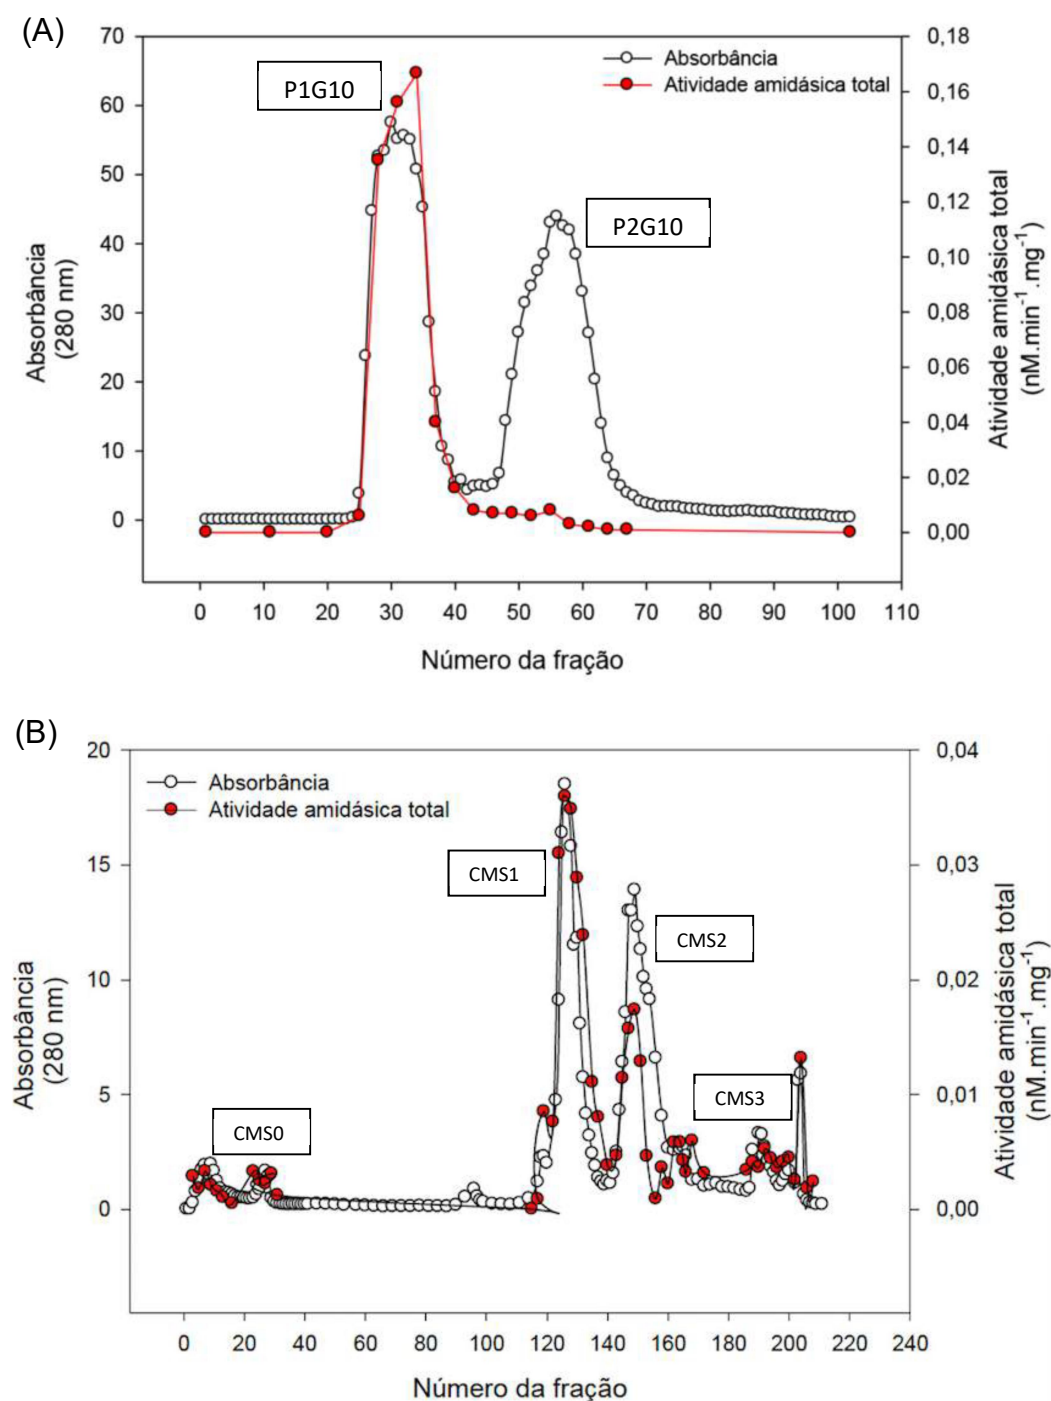 (A)
70
60
50
40
30
20
10
0
Absorbância
(280 nm)
P1G10
P2G10
Absorbância
Atividade amidásica total
0,18
0,16
0,14
0,12
0,10
0,08
0,06
0,04
0,02
0,00
Atividade amidásica total
(nM.min⁻¹.mg⁻¹)
0 10 20 30 40 50 60 70 80 90 100 110
Número da fração
(B)
20
15
10
5
0
Absorbância
(280 nm)
Absorbância
Atividade amidásica total
CMS1
CMS2
CMS3
CMS0
0,04
0,03
0,02
0,01
0,00
Atividade amidásica total
(nM.min⁻¹.mg⁻¹)
0 20 40 60 80 100 120 140 160 180 200 220 240
Número da fração